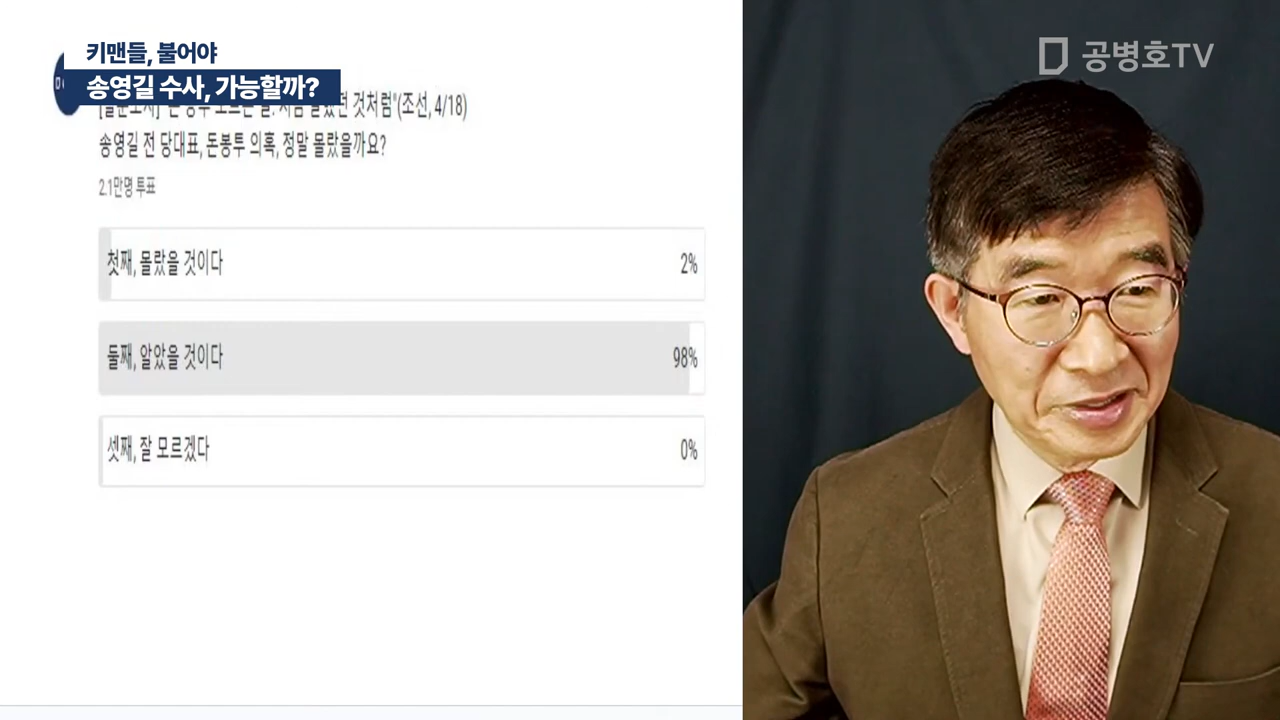 키맨들, 불어야
송영길 수사, 가능할까?
공병호TV
것처럼"(조선, 4/18)
송영길 전 당대표, 돈봉투 의혹, 정말 몰랐을까요?
2.1만명 투표
첫째, 몰랐을 것이다 2%
둘째, 알았을 것이다 98%
셋째, 잘 모르겠다 0%